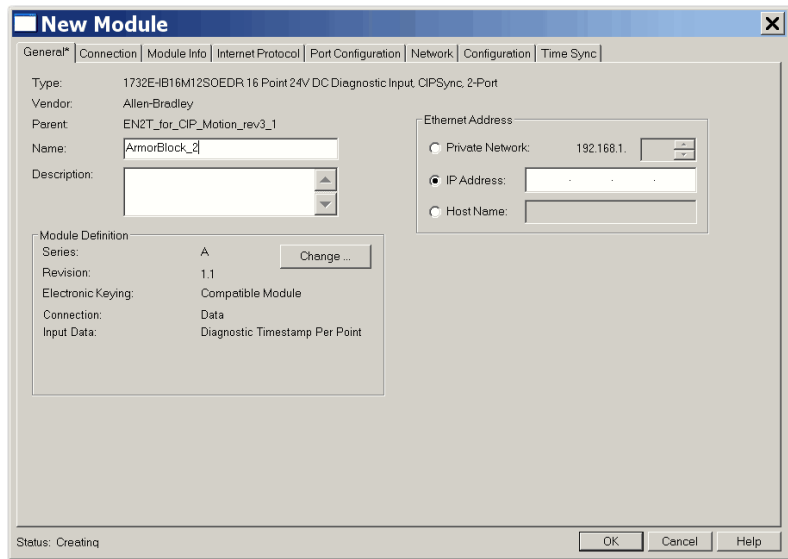 New Module
General* Connection Module Info Internet Protocol Port Configuration Network Configuration Time Sync
Type: 1732E-IB16M12SOEDR 16 Point 24V DC Diagnostic Input, CIPSync, 2-Port
Vendor: Allen-Bradley
Parent: EN2T_for_CIP_Motion_rev3_1
Name: ArmorBlock_2
Description:
Ethernet Address
Private Network: 192.168.1.
IP Address: . . .
Host Name:
Module Definition
Series: A
Change ...
Revision: 1.1
Electronic Keying: Compatible Module
Connection: Data
Input Data: Diagnostic Timestamp Per Point
Status: Creating
OK Cancel Help